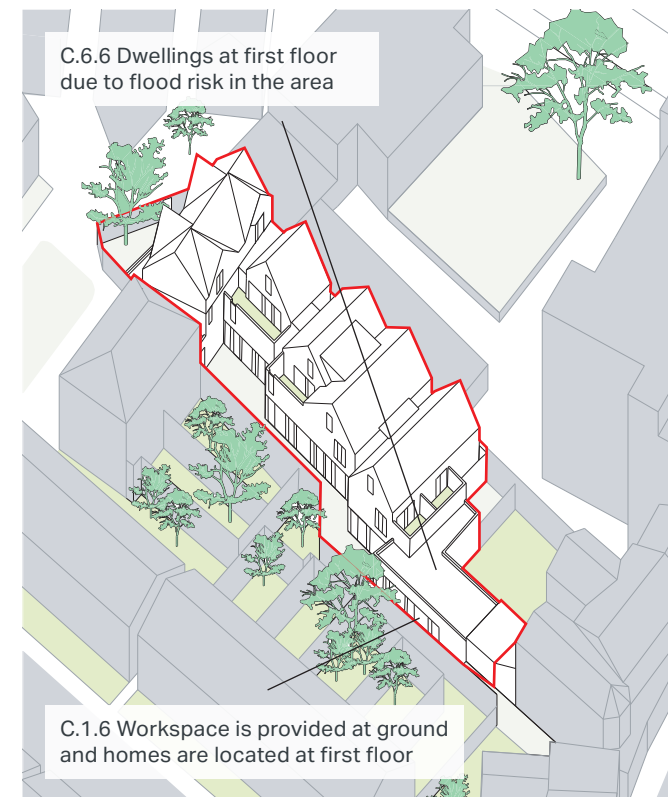 C.6.6 Dwellings at first floor
due to flood risk in the area
C.1.6 Workspace is provided at ground
and homes are located at first floor